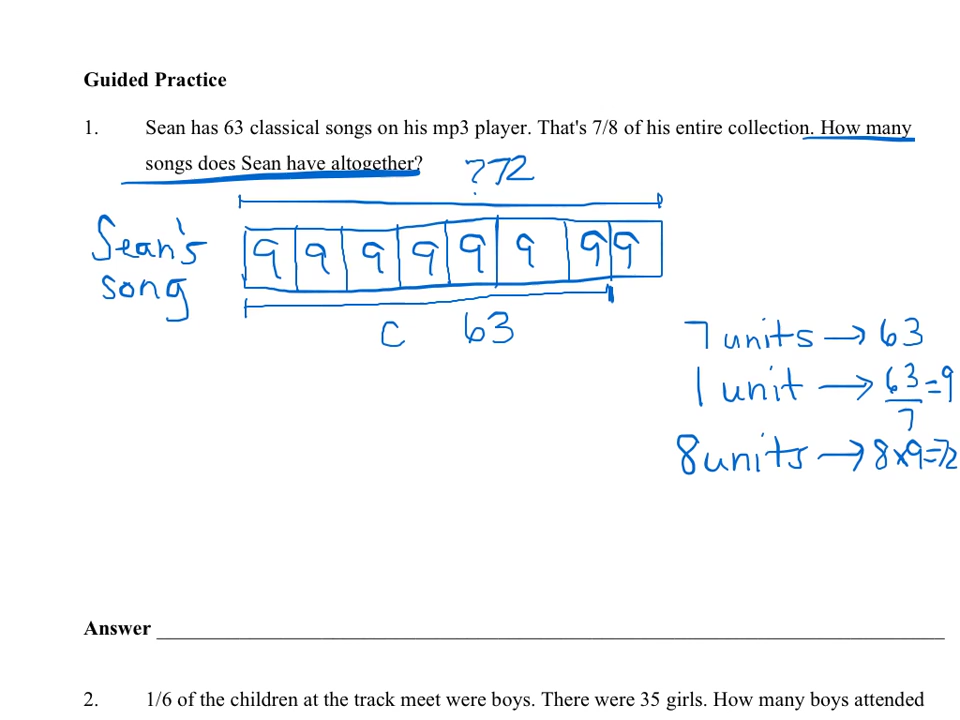 Guided Practice
1. Sean has 63 classical songs on his mp3 player. That's 7/8 of his entire collection. How many
songs does Sean have altogether?
?72
Sean's
song
9 9 9 9 9 9 9 9
C 63
7 units → 63
1 unit → 63/7 = 9
8 units → 8x9=72
Answer
2. 1/6 of the children at the track meet were boys. There were 35 girls. How many boys attended